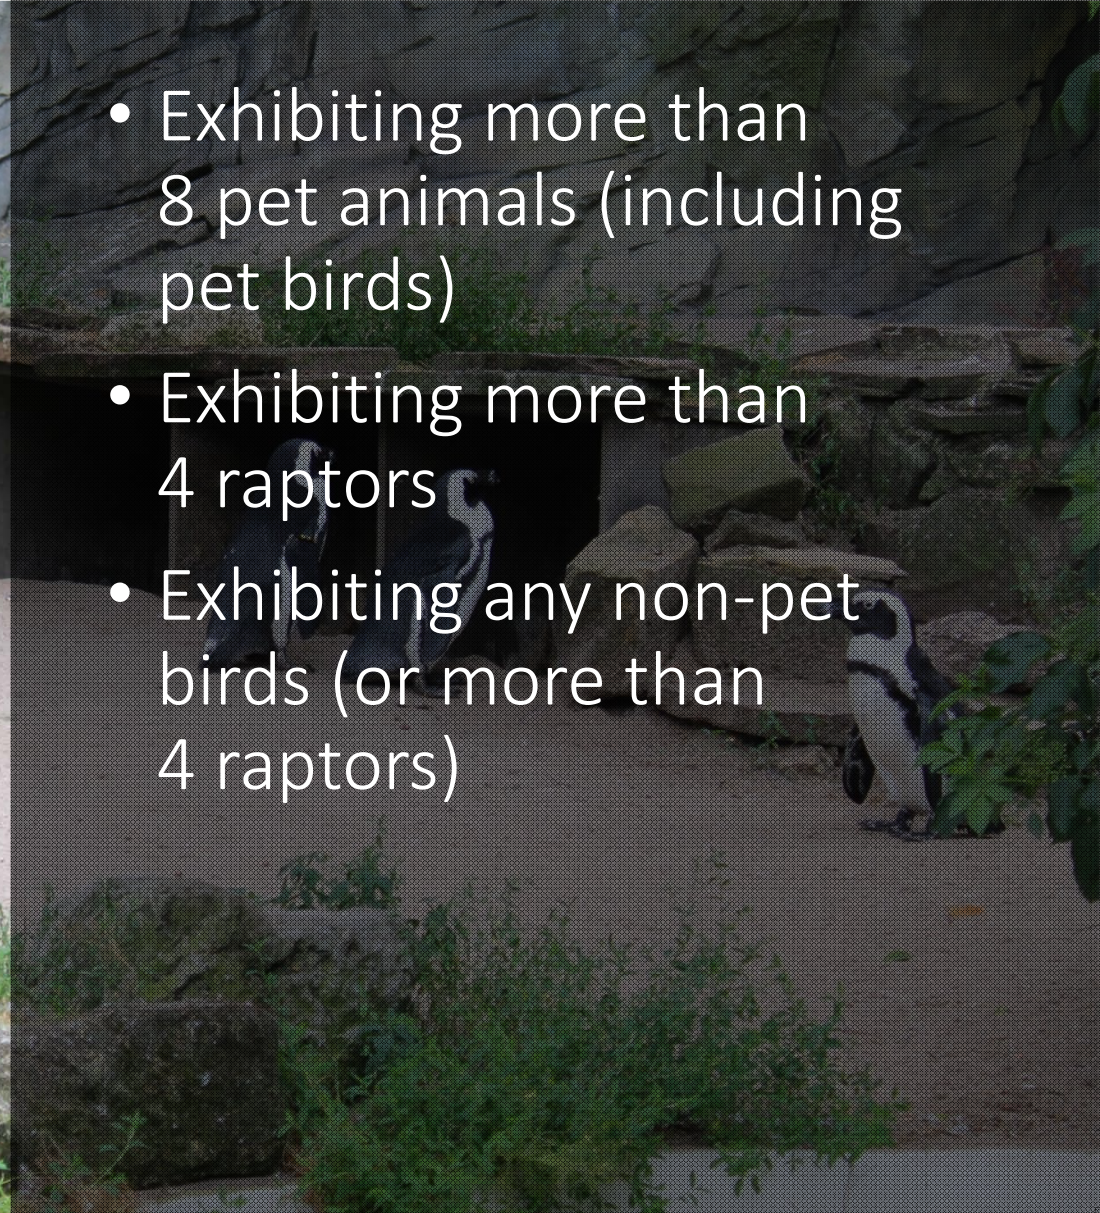 • Exhibiting more than
8 pet animals (including
pet birds)
• Exhibiting more than
4 raptors
• Exhibiting any non-pet
birds (or more than
4 raptors)